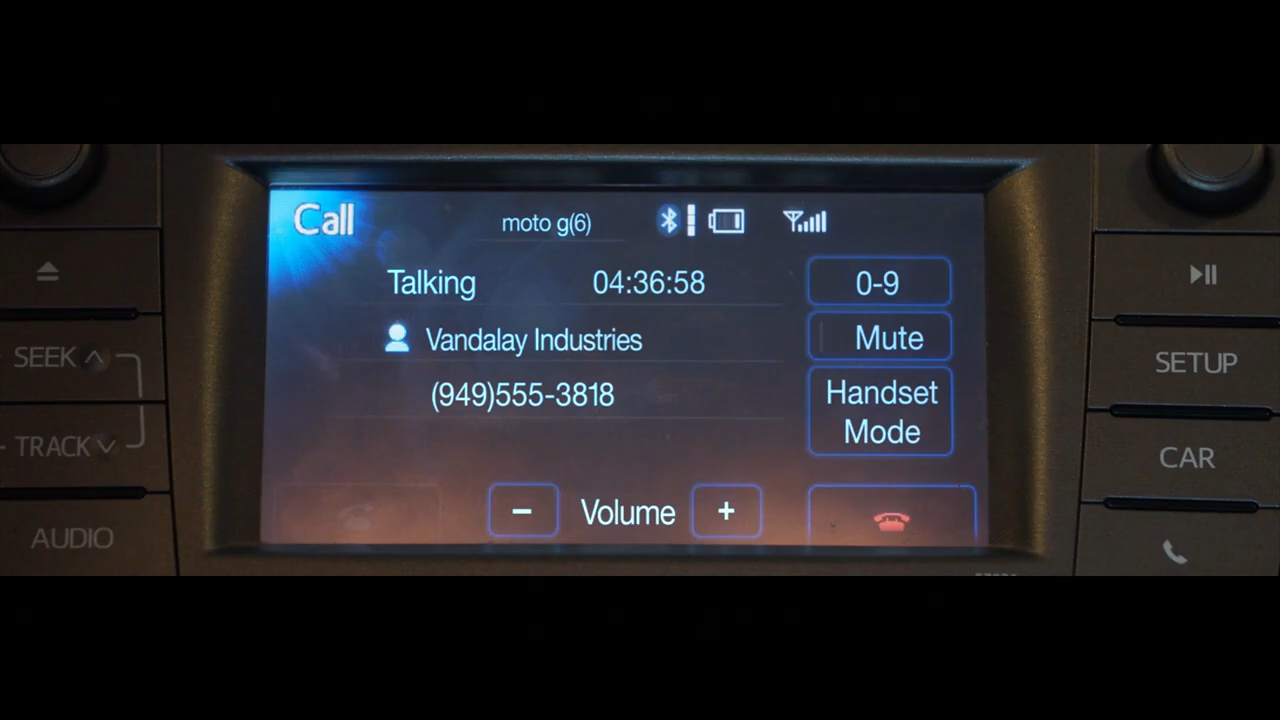 Call
moto g(6)
Talking 04:36:58
0-9
Vandalay Industries
Mute
(949)555-3818
Handset
Mode
− Volume +
SEEK
TRACK
AUDIO
SETUP
CAR